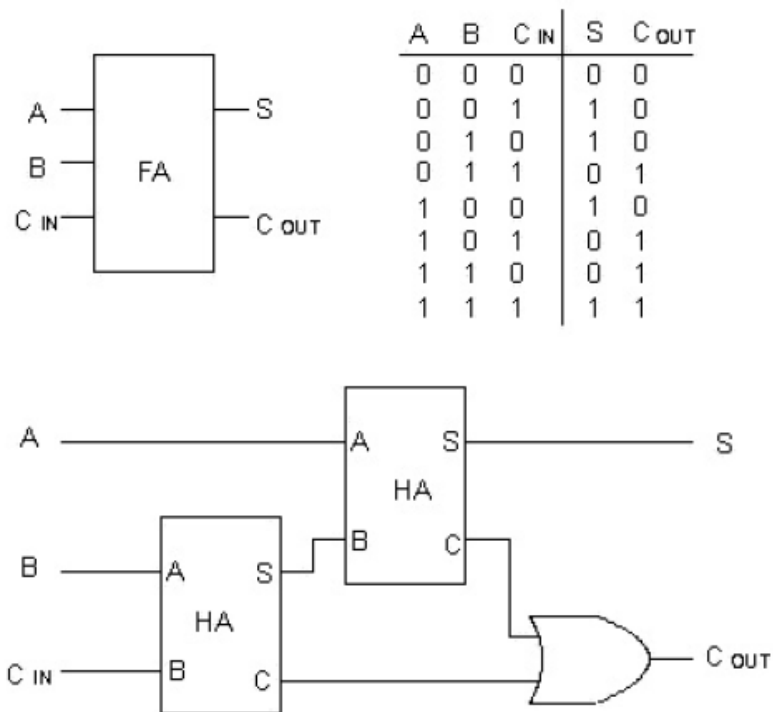 A B C IN S C OUT
0 0 0 0 0
0 0 1 1 0
0 1 0 1 0
0 1 1 0 1
1 0 0 1 0
1 0 1 0 1
1 1 0 0 1
1 1 1 1 1
A S
B FA
C IN C OUT
A A S S
HA
B C
B A S
HA
C IN B C
C OUT